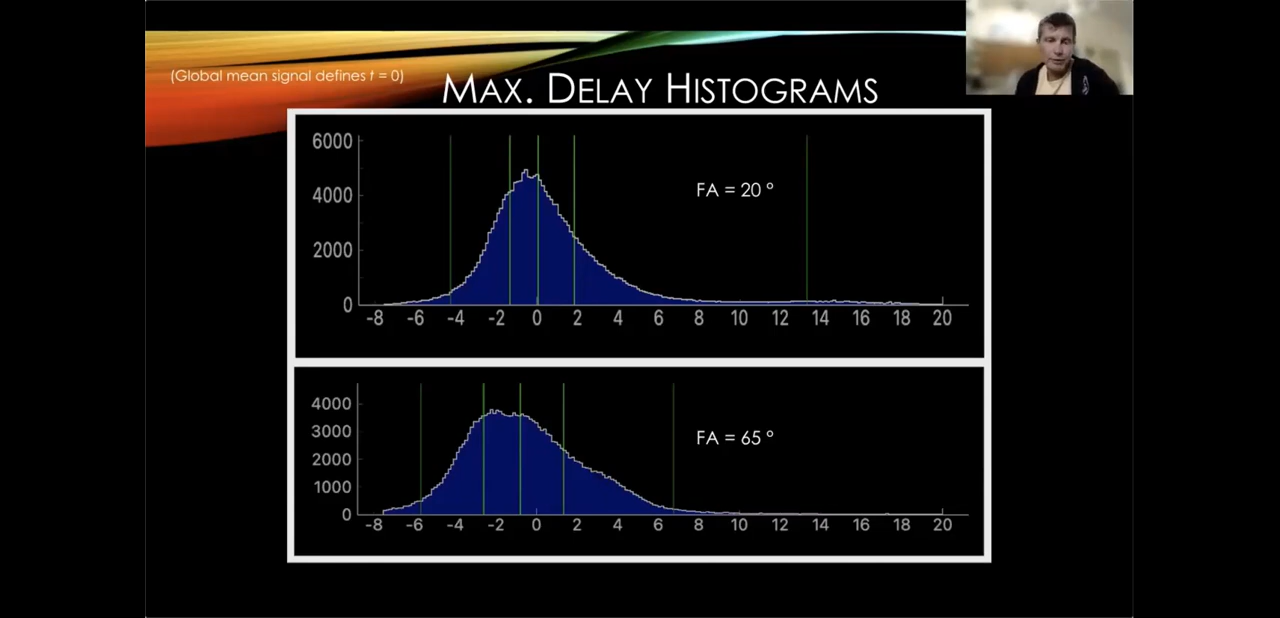 (Global mean signal defines t = 0)
MAX. DELAY HISTOGRAMS
6000
4000
2000
0
FA = 20 °
-8 -6 -4 -2 0 2 4 6 8 10 12 14 16 18 20
4000
3000
2000
1000
0
FA = 65 °
-8 -6 -4 -2 0 2 4 6 8 10 12 14 16 18 20